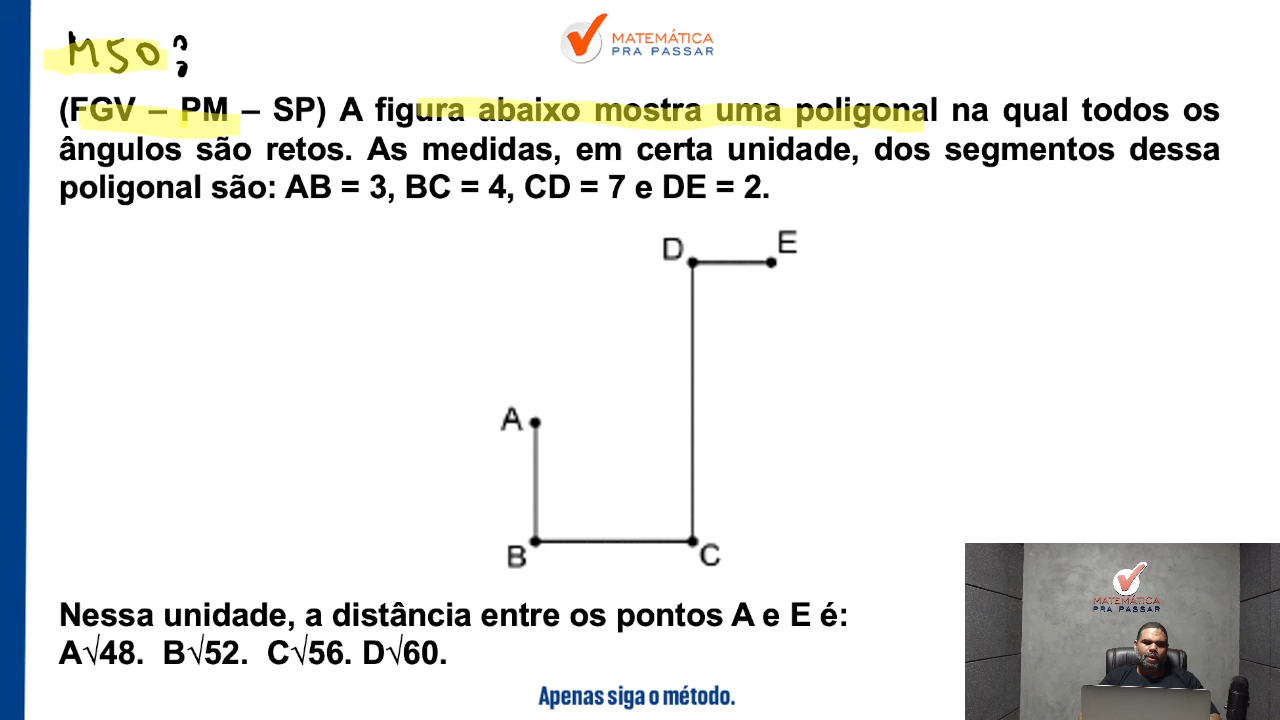 M50:
MATEMÁTICA
PRA PASSAR
(FGV – PM – SP) A figura abaixo mostra uma poligonal na qual todos os
ângulos são retos. As medidas, em certa unidade, dos segmentos dessa
poligonal são: AB = 3, BC = 4, CD = 7 e DE = 2.
D E
A
B C
Nessa unidade, a distância entre os pontos A e E é:
A√48. B√52. C√56. D√60.
MATEMÁTICA
PRA PASSAR
Apenas siga o método.